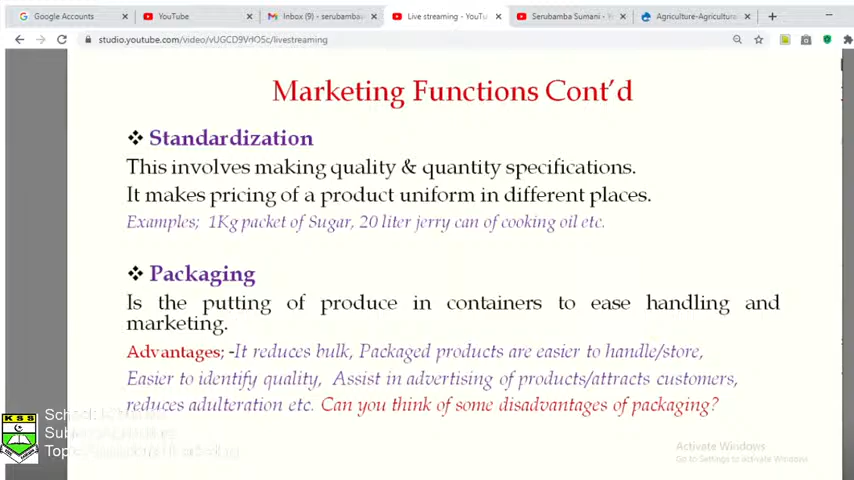 Google Accounts
YouTube
Inbox (9) - serubamba
Live streaming - YouTu
Serubamba Sumani - Y
Agriculture-Agricultura
studio.youtube.com/video/vUGCD9VdOSc/livestreaming
Marketing Functions Cont'd
❖ Standardization
This involves making quality & quantity specifications.
It makes pricing of a product uniform in different places.
Examples; 1Kg packet of Sugar, 20 liter jerry can of cooking oil etc.
❖ Packaging
Is the putting of produce in containers to ease handling and
marketing.
Advantages; -It reduces bulk, Packaged products are easier to handle/store,
Easier to identify quality, Assist in advertising of products/attracts customers,
reduces adulteration etc. Can you think of some disadvantages of packaging?
KSS
Activate Windows
Go to Settings to activate Windows.